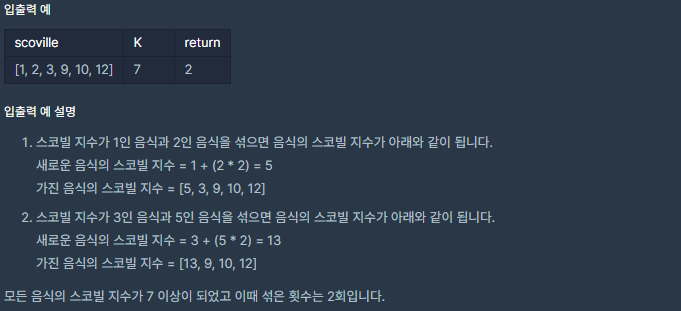 입출력 예
scoville K return
[1, 2, 3, 9, 10, 12] 7 2
입출력 예 설명
1. 스코빌 지수가 1인 음식과 2인 음식을 섞으면 음식의 스코빌 지수가 아래와 같이 됩니다.
새로운 음식의 스코빌 지수 = 1 + (2 * 2) = 5
가진 음식의 스코빌 지수 = [5, 3, 9, 10, 12]
2. 스코빌 지수가 3인 음식과 5인 음식을 섞으면 음식의 스코빌 지수가 아래와 같이 됩니다.
새로운 음식의 스코빌 지수 = 3 + (5 * 2) = 13
가진 음식의 스코빌 지수 = [13, 9, 10, 12]
모든 음식의 스코빌 지수가 7 이상이 되었고 이때 섞은 횟수는 2회입니다.